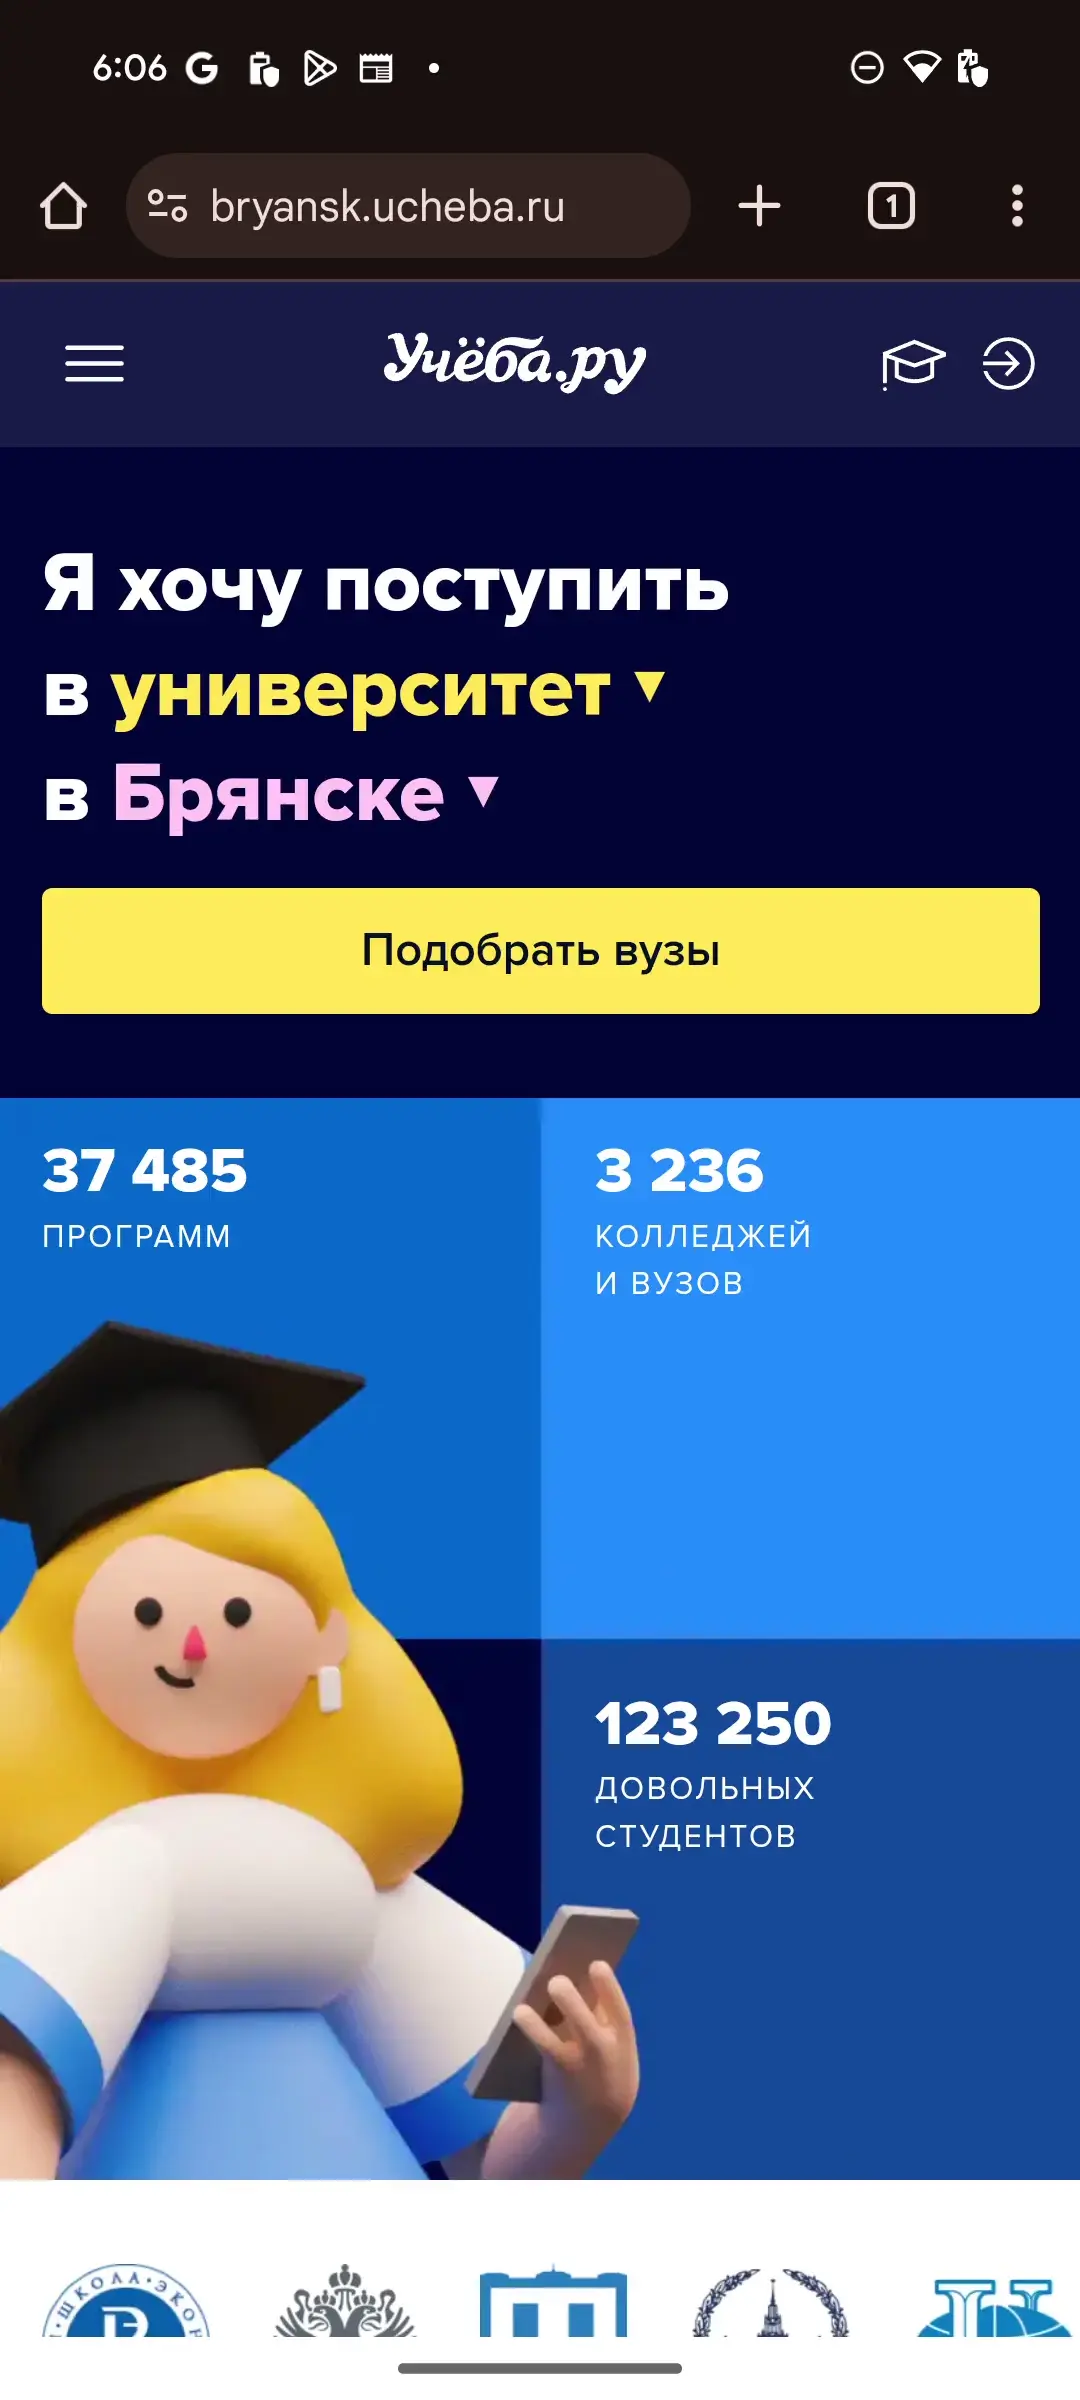 6:06
bryansk.ucheba.ru
1
Учёба.ру
Я хочу поступить
в университет
в Брянске
Подобрать вузы
37 485
ПРОГРАММ
3 236
КОЛЛЕДЖЕЙ
И ВУЗОВ
123 250
ДОВОЛЬНЫХ
СТУДЕНТОВ
ШКОЛА·ЭКО